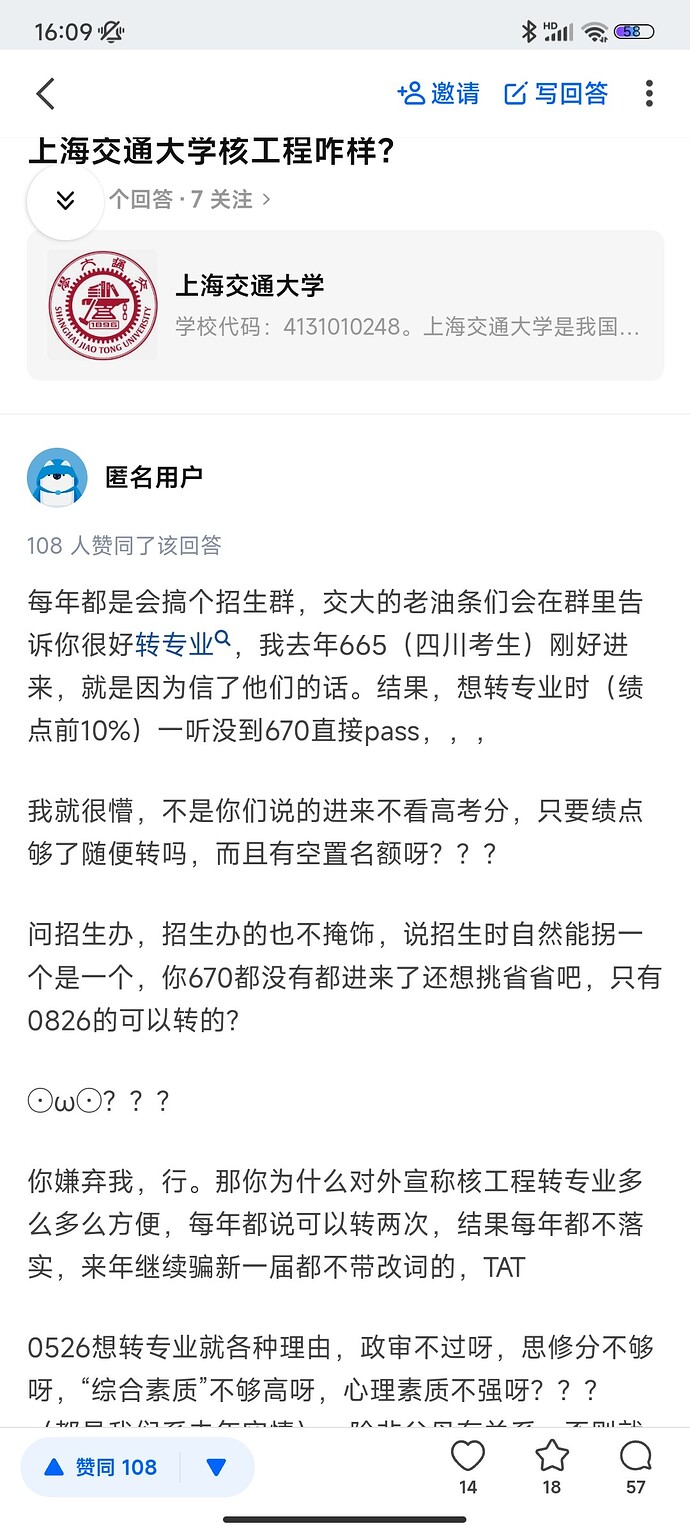 16:09
HD
58
邀请
写回答
上海交通大学核工程咋样？
个回答 · 7 关注 >
上海交通大学
学校代码：4131010248。上海交通大学是我国...
1896
SHANGHAI JIAO TONG UNIVERSITY
匿名用户
108 人赞同了该回答
每年都是会搞个招生群，交大的老油条们会在群里告
诉你很好转专业，我去年665（四川考生）刚好进
来，就是因为信了他们的话。结果，想转专业时（绩
点前10%）一听没到670直接pass，，，
我就很懵，不是你们说的进来不看高考分，只要绩点
够了随便转吗，而且有空置名额呀？？？
问招生办，招生办的也不掩饰，说招生时自然能拐一
个是一个，你670都没有都进来了还想挑省省吧，只有
0826的可以转的？
⊙ω⊙？？？
你嫌弃我，行。那你为什么对外宣称核工程转专业多
么多么方便，每年都说可以转两次，结果每年都不落
实，来年继续骗新一届都不带改词的，TAT
0526想转专业就各种理由，政审不过呀，思修分不够
呀，“综合素质”不够高呀，心理素质不强呀？？？
赞同 108
14
18
57